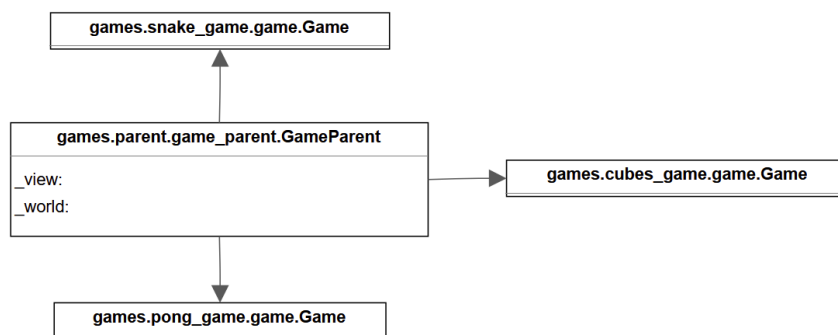 games.snake_game.game.Game
games.parent.game_parent.GameParent
_view:
_world:
games.cubes_game.game.Game
games.pong_game.game.Game